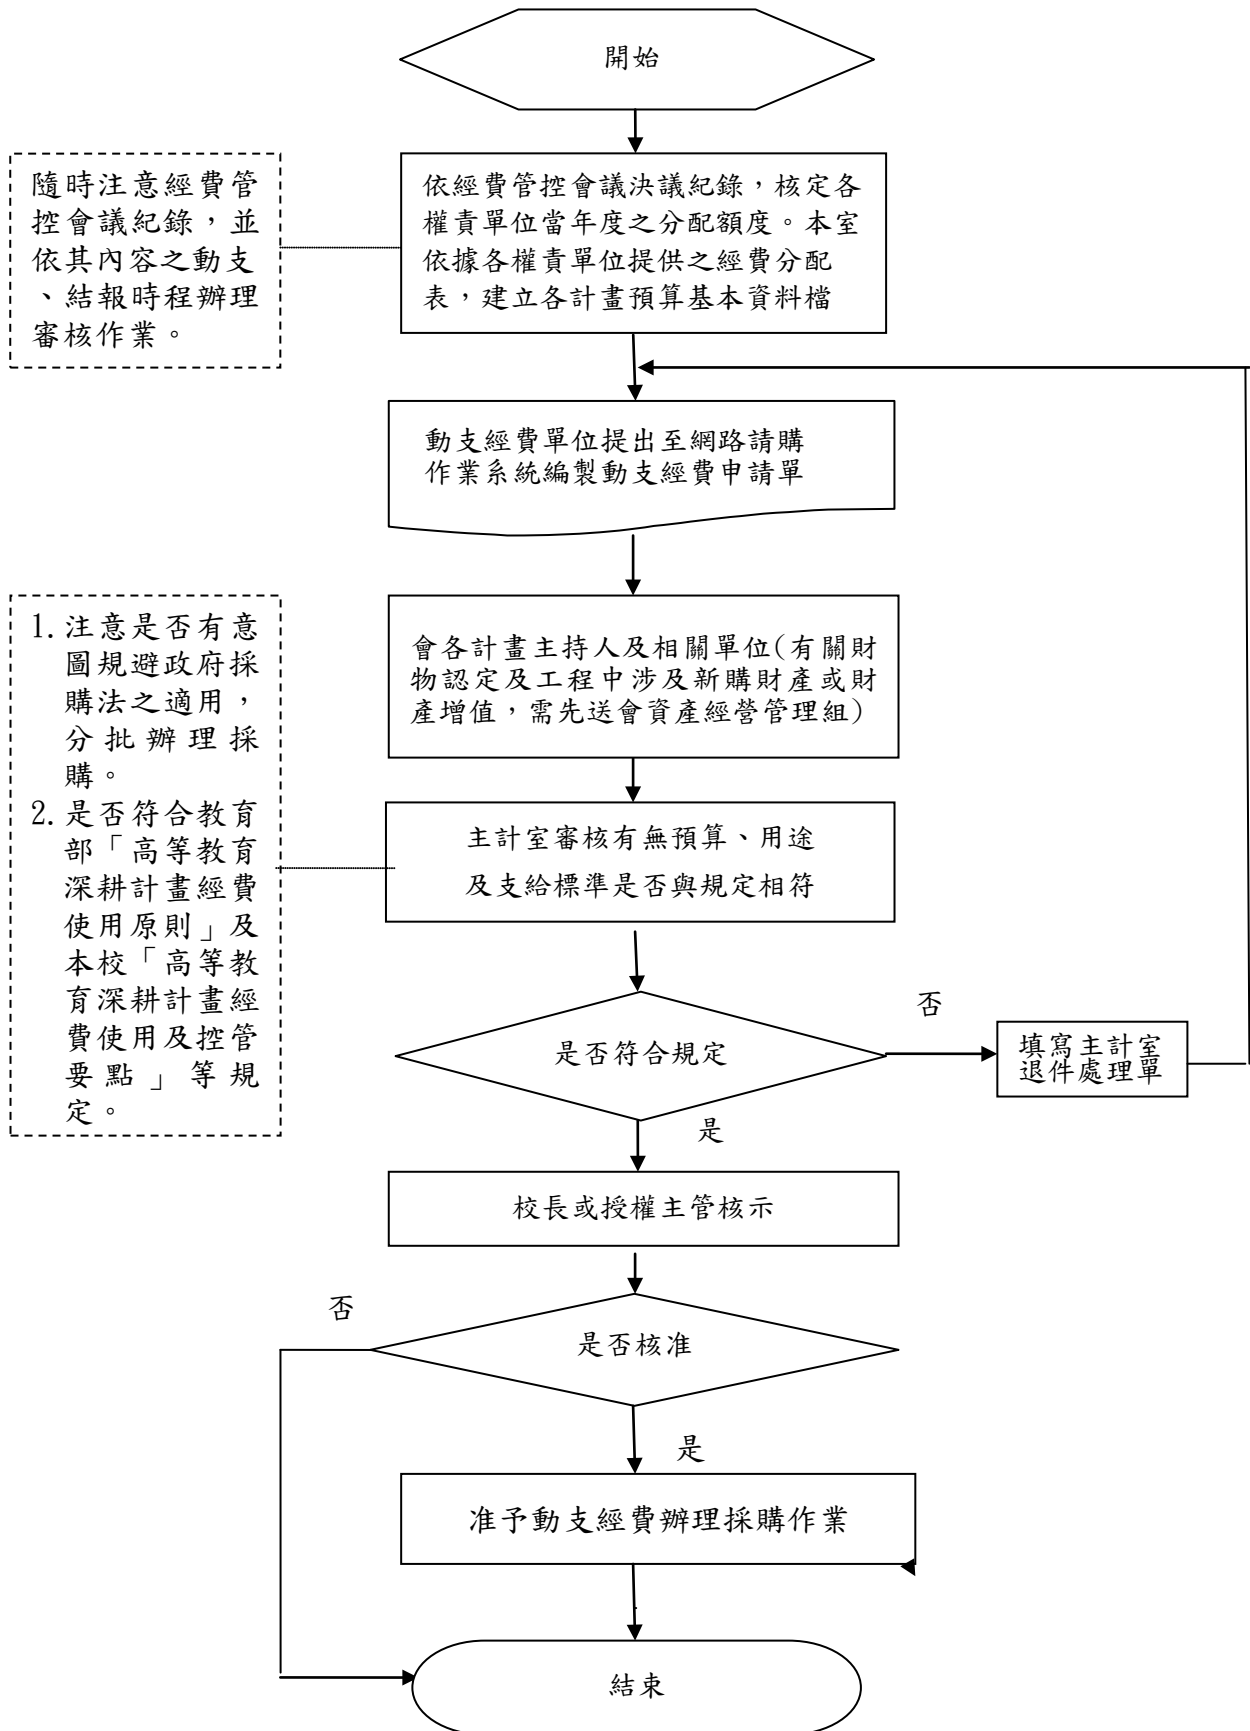 開始
隨時注意經費管
控會議紀錄，並
依其內容之動支
、結報時程辦理
審核作業。
依經費管控會議決議紀錄，核定各
權責單位當年度之分配額度。本室
依據各權責單位提供之經費分配
表，建立各計畫預算基本資料檔
動支經費單位提出至網路請購
作業系統編製動支經費申請單
會各計畫主持人及相關單位(有關財
物認定及工程中涉及新購財產或財
產增值，需先送會資產經營管理組)
1.注意是否有意
圖規避政府採
購法之適用，
分批辦理採
購。
2.是否符合教育
部「高等教育
深耕計畫經費
使用原則」及
本校「高等教
育深耕計畫經
費使用及控管
要點」等規
定。
主計室審核有無預算、用途
及支給標準是否與規定相符
是否符合規定
否
填寫主計室
退件處理單
是
校長或授權主管核示
否
是否核准
是
准予動支經費辦理採購作業
結束